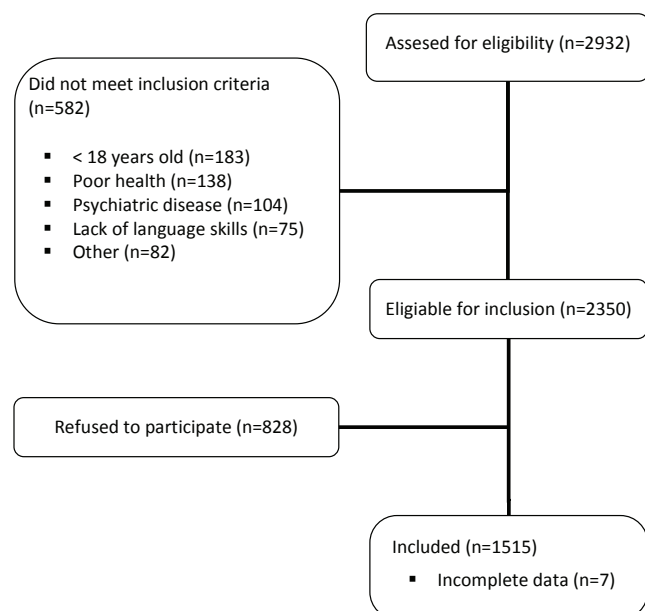 Assesed for eligibility (n=2932)
Did not meet inclusion criteria
(n=582)
▪ < 18 years old (n=183)
▪ Poor health (n=138)
▪ Psychiatric disease (n=104)
▪ Lack of language skills (n=75)
▪ Other (n=82)
Eligiable for inclusion (n=2350)
Refused to participate (n=828)
Included (n=1515)
▪ Incomplete data (n=7)